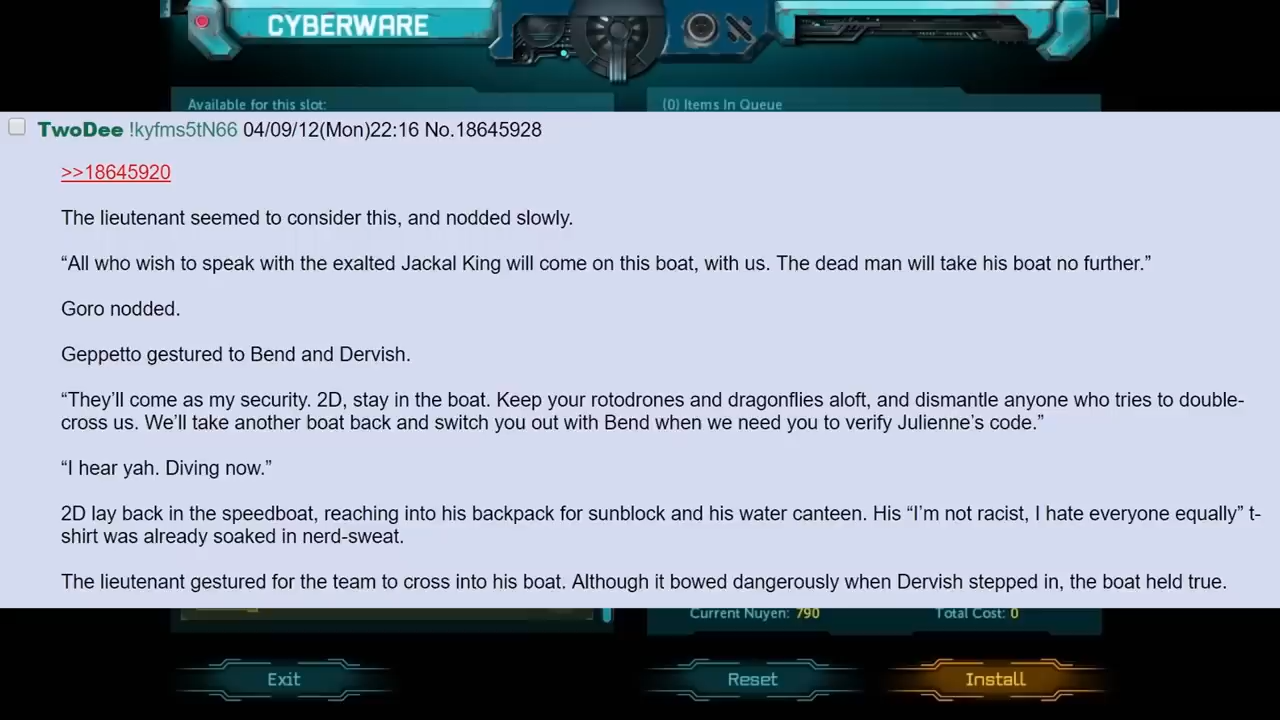 CYBERWARE
Available for this slot:
(0) Items In Queue
TwoDee !kyfms5tN66 04/09/12(Mon)22:16 No.18645928
>>18645920
The lieutenant seemed to consider this, and nodded slowly.
“All who wish to speak with the exalted Jackal King will come on this boat, with us. The dead man will take his boat no further.”
Goro nodded.
Geppetto gestured to Bend and Dervish.
“They’ll come as my security. 2D, stay in the boat. Keep your rotodrones and dragonflies aloft, and dismantle anyone who tries to double-
cross us. We’ll take another boat back and switch you out with Bend when we need you to verify Julienne’s code.”
“I hear yah. Diving now.”
2D lay back in the speedboat, reaching into his backpack for sunblock and his water canteen. His “I’m not racist, I hate everyone equally” t-
shirt was already soaked in nerd-sweat.
The lieutenant gestured for the team to cross into his boat. Although it bowed dangerously when Dervish stepped in, the boat held true.
Current Nuyen: 790
Total Cost: 0
Exit
Reset
Install